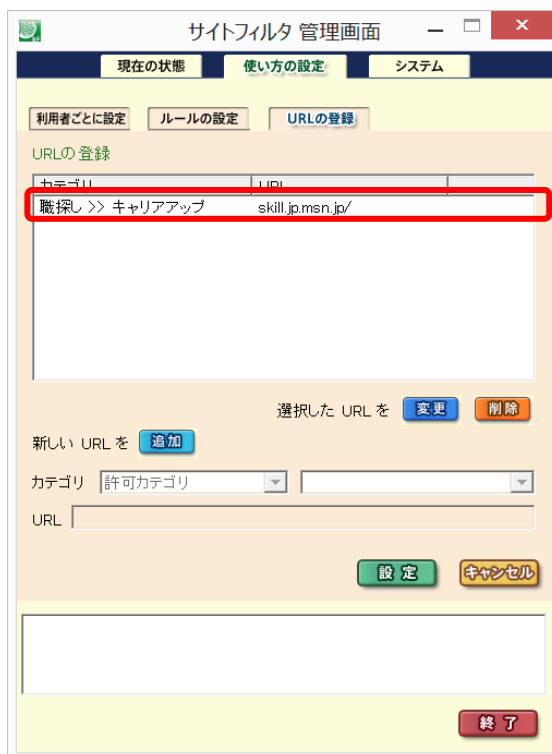 サイトフィルタ 管理画面
現在の状態 使い方の設定 システム
利用者ごとに設定 ルールの設定 URLの登録
URLの登録
カテゴリ URL
職探し >> キャリアアップ skill.jp.msn.jp/
選択した URL を 変更 削除
新しい URL を 追加
カテゴリ 許可カテゴリ
URL
設定 キャンセル
終了